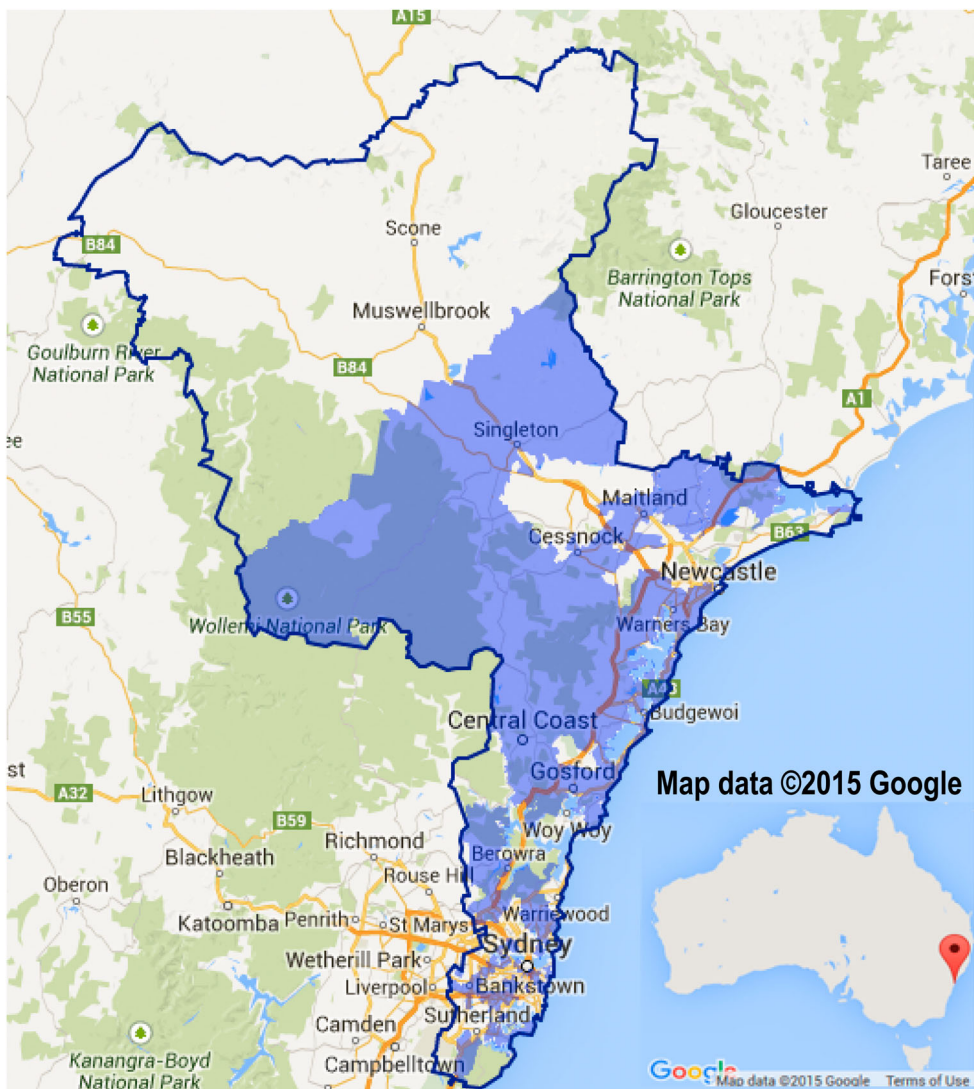 A15
Taree
Gloucester
Scone
B84
Barrington Tops
National Park
Forst
Muswellbrook
Goulburn River
National Park
B84
A1
ee
Singleton
Maitland
B63
Cessnock
Newcastle
Wollemi National Park
Warners Bay
B55
A43
Budgewoi
Central Coast
st
Gosford
Map data ©2015 Google
A32
Lithgow
B59
Woy Woy
Richmond
Blackheath
Berowra
Rouse Hill
Oberon
Katoomba
Penrith
St Marys
Warriewood
Sydney
Wetherill Park
Liverpool
Bankstown
Sutherland
Camden
Campbelltown
Kanangra-Boyd
National Park
Google
Map data ©2015 Google Terms of Use